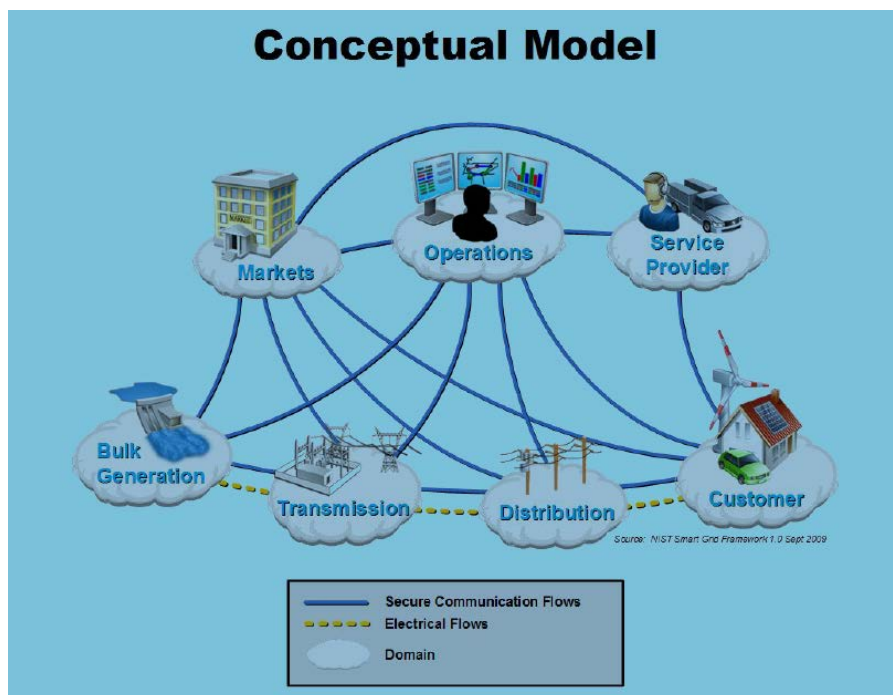 Conceptual Model
MARKET
Markets
Operations
Service
Provider
Bulk
Generation
Transmission
Distribution
Customer
Source: NIST Smart Grid Framework 1.0 Sept 2009
Secure Communication Flows
Electrical Flows
Domain